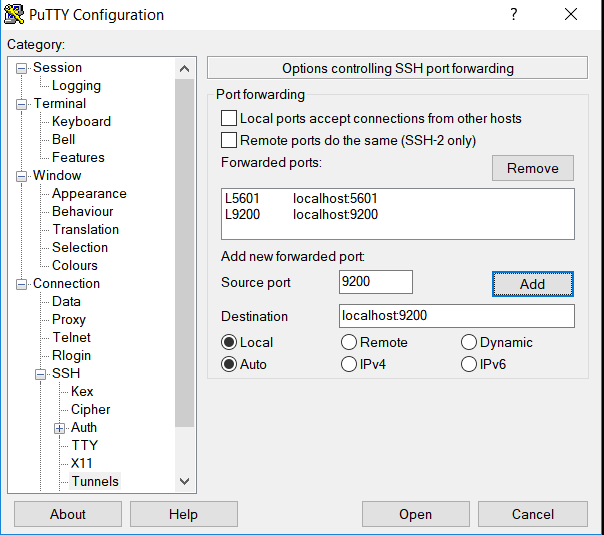 PuTTY Configuration
?
Category:
Session
Logging
Terminal
Keyboard
Bell
Features
Window
Appearance
Behaviour
Translation
Selection
Colours
Connection
Data
Proxy
Telnet
Rlogin
SSH
Kex
Cipher
Auth
TTY
X11
Tunnels
Options controlling SSH port forwarding
Port forwarding
Local ports accept connections from other hosts
Remote ports do the same (SSH-2 only)
Forwarded ports:
Remove
L5601 localhost:5601
L9200 localhost:9200
Add new forwarded port:
Source port 9200 Add
Destination localhost:9200
Local Remote Dynamic
Auto IPv4 IPv6
About Help Open Cancel